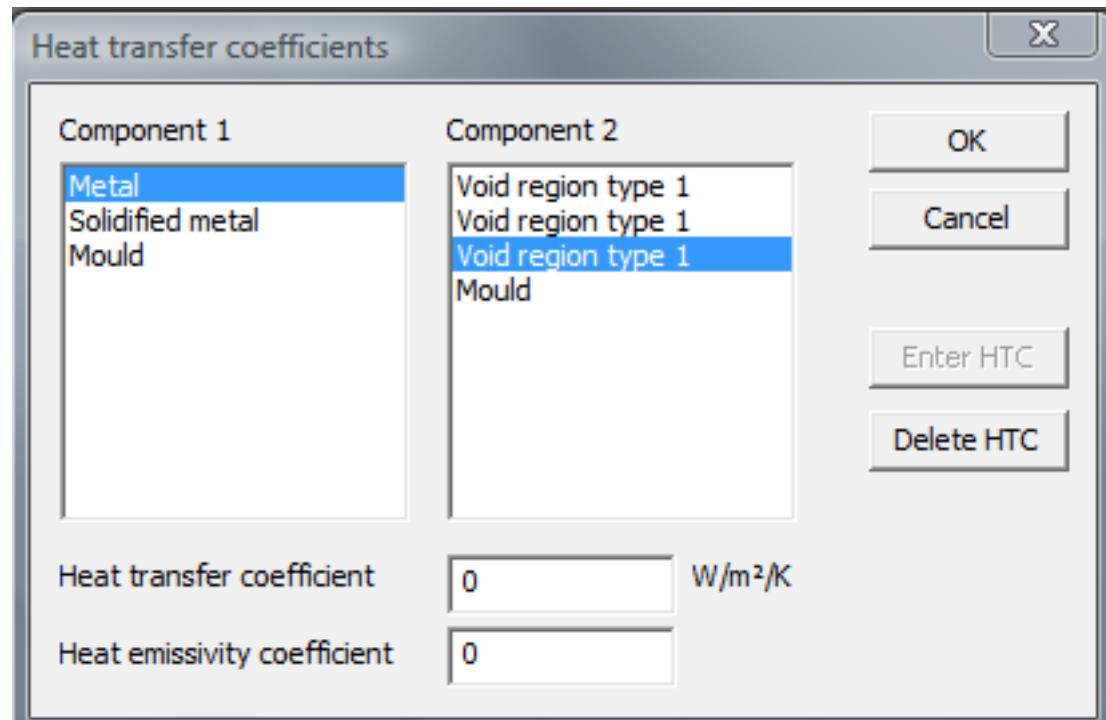 Heat transfer coefficients
Component 1
Component 2
OK
Metal
Solidified metal
Mould
Void region type 1
Void region type 1
Void region type 1
Mould
Cancel
Enter HTC
Delete HTC
Heat transfer coefficient
0
W/m²/K
Heat emissivity coefficient
0